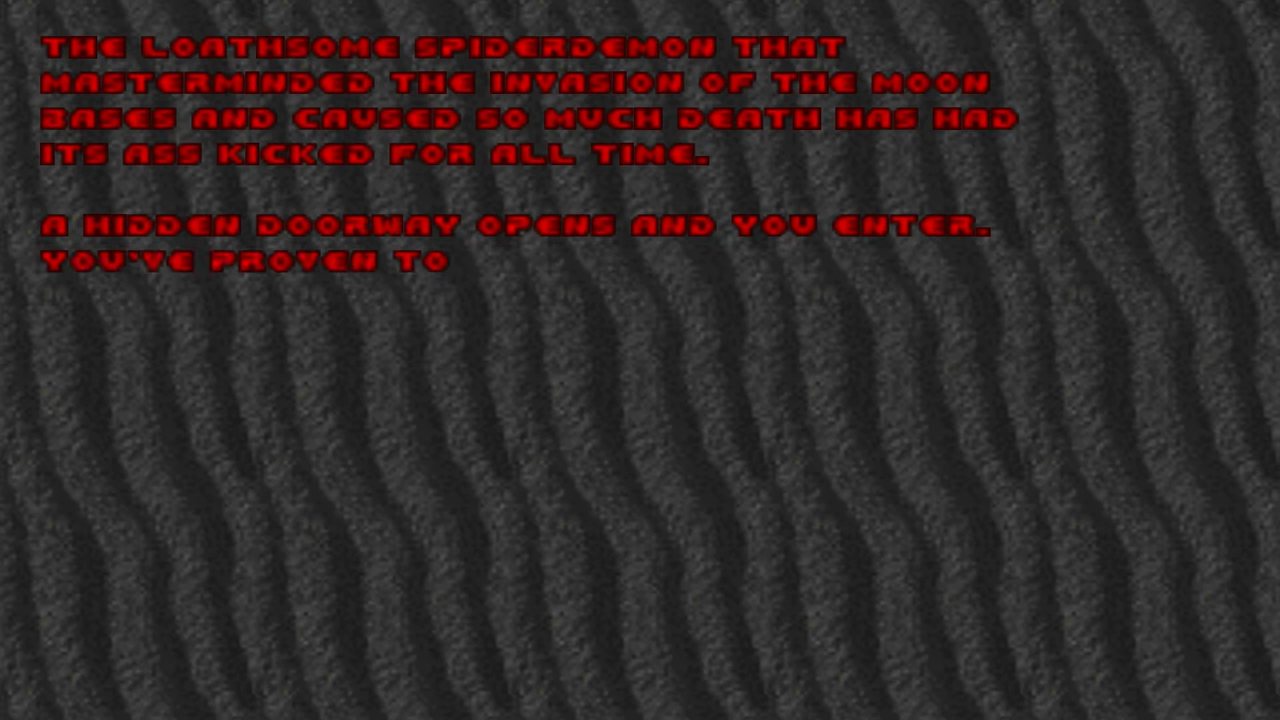 THE LOATHSOME SPIDERDEMON THAT
MASTERMINDED THE INVASION OF THE MOON
BASES AND CAUSED SO MUCH DEATH HAS HAD
ITS ASS KICKED FOR ALL TIME.
A HIDDEN DOORWAY OPENS AND YOU ENTER.
YOU'VE PROVEN TO